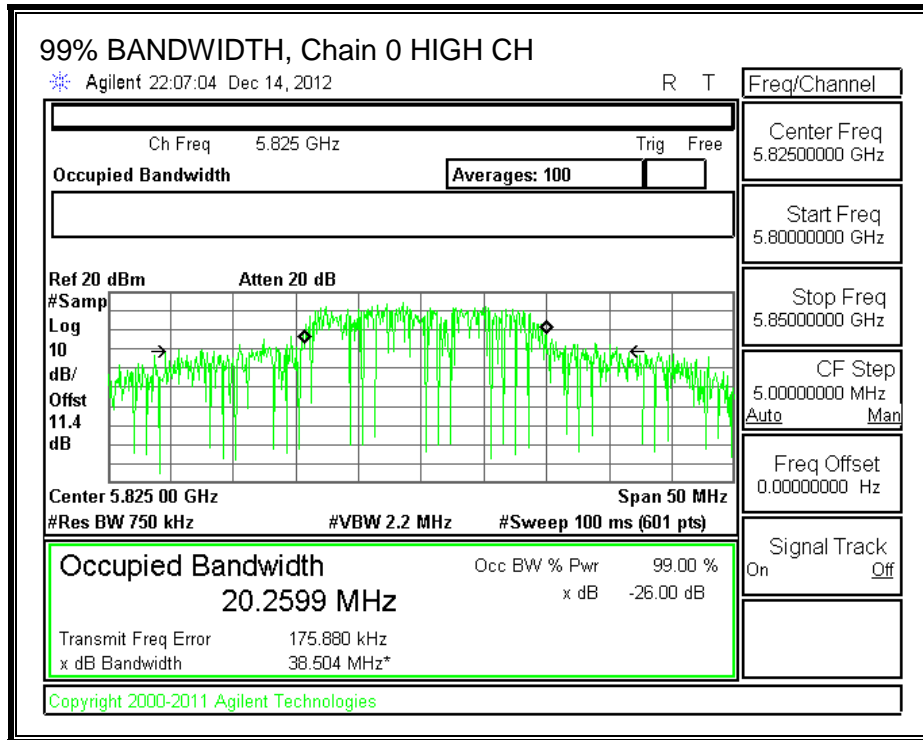 99% BANDWIDTH, Chain 0 HIGH CH
Agilent 22:07:04 Dec 14, 2012 R T
Ch Freq 5.825 GHz Trig Free
Occupied Bandwidth Averages: 100
Ref 20 dBm Atten 20 dB
#Samp
Log
10
dB/
Offst
11.4
dB
Center 5.825 00 GHz Span 50 MHz
#Res BW 750 kHz #VBW 2.2 MHz #Sweep 100 ms (601 pts)
Occupied Bandwidth Occ BW % Pwr 99.00 %
20.2599 MHz x dB -26.00 dB
Transmit Freq Error 175.880 kHz
x dB Bandwidth 38.504 MHz*
Copyright 2000-2011 Agilent Technologies
Freq/Channel
Center Freq
5.82500000 GHz
Start Freq
5.80000000 GHz
Stop Freq
5.85000000 GHz
CF Step
5.00000000 MHz
Auto Man
Freq Offset
0.00000000 Hz
Signal Track
On Off